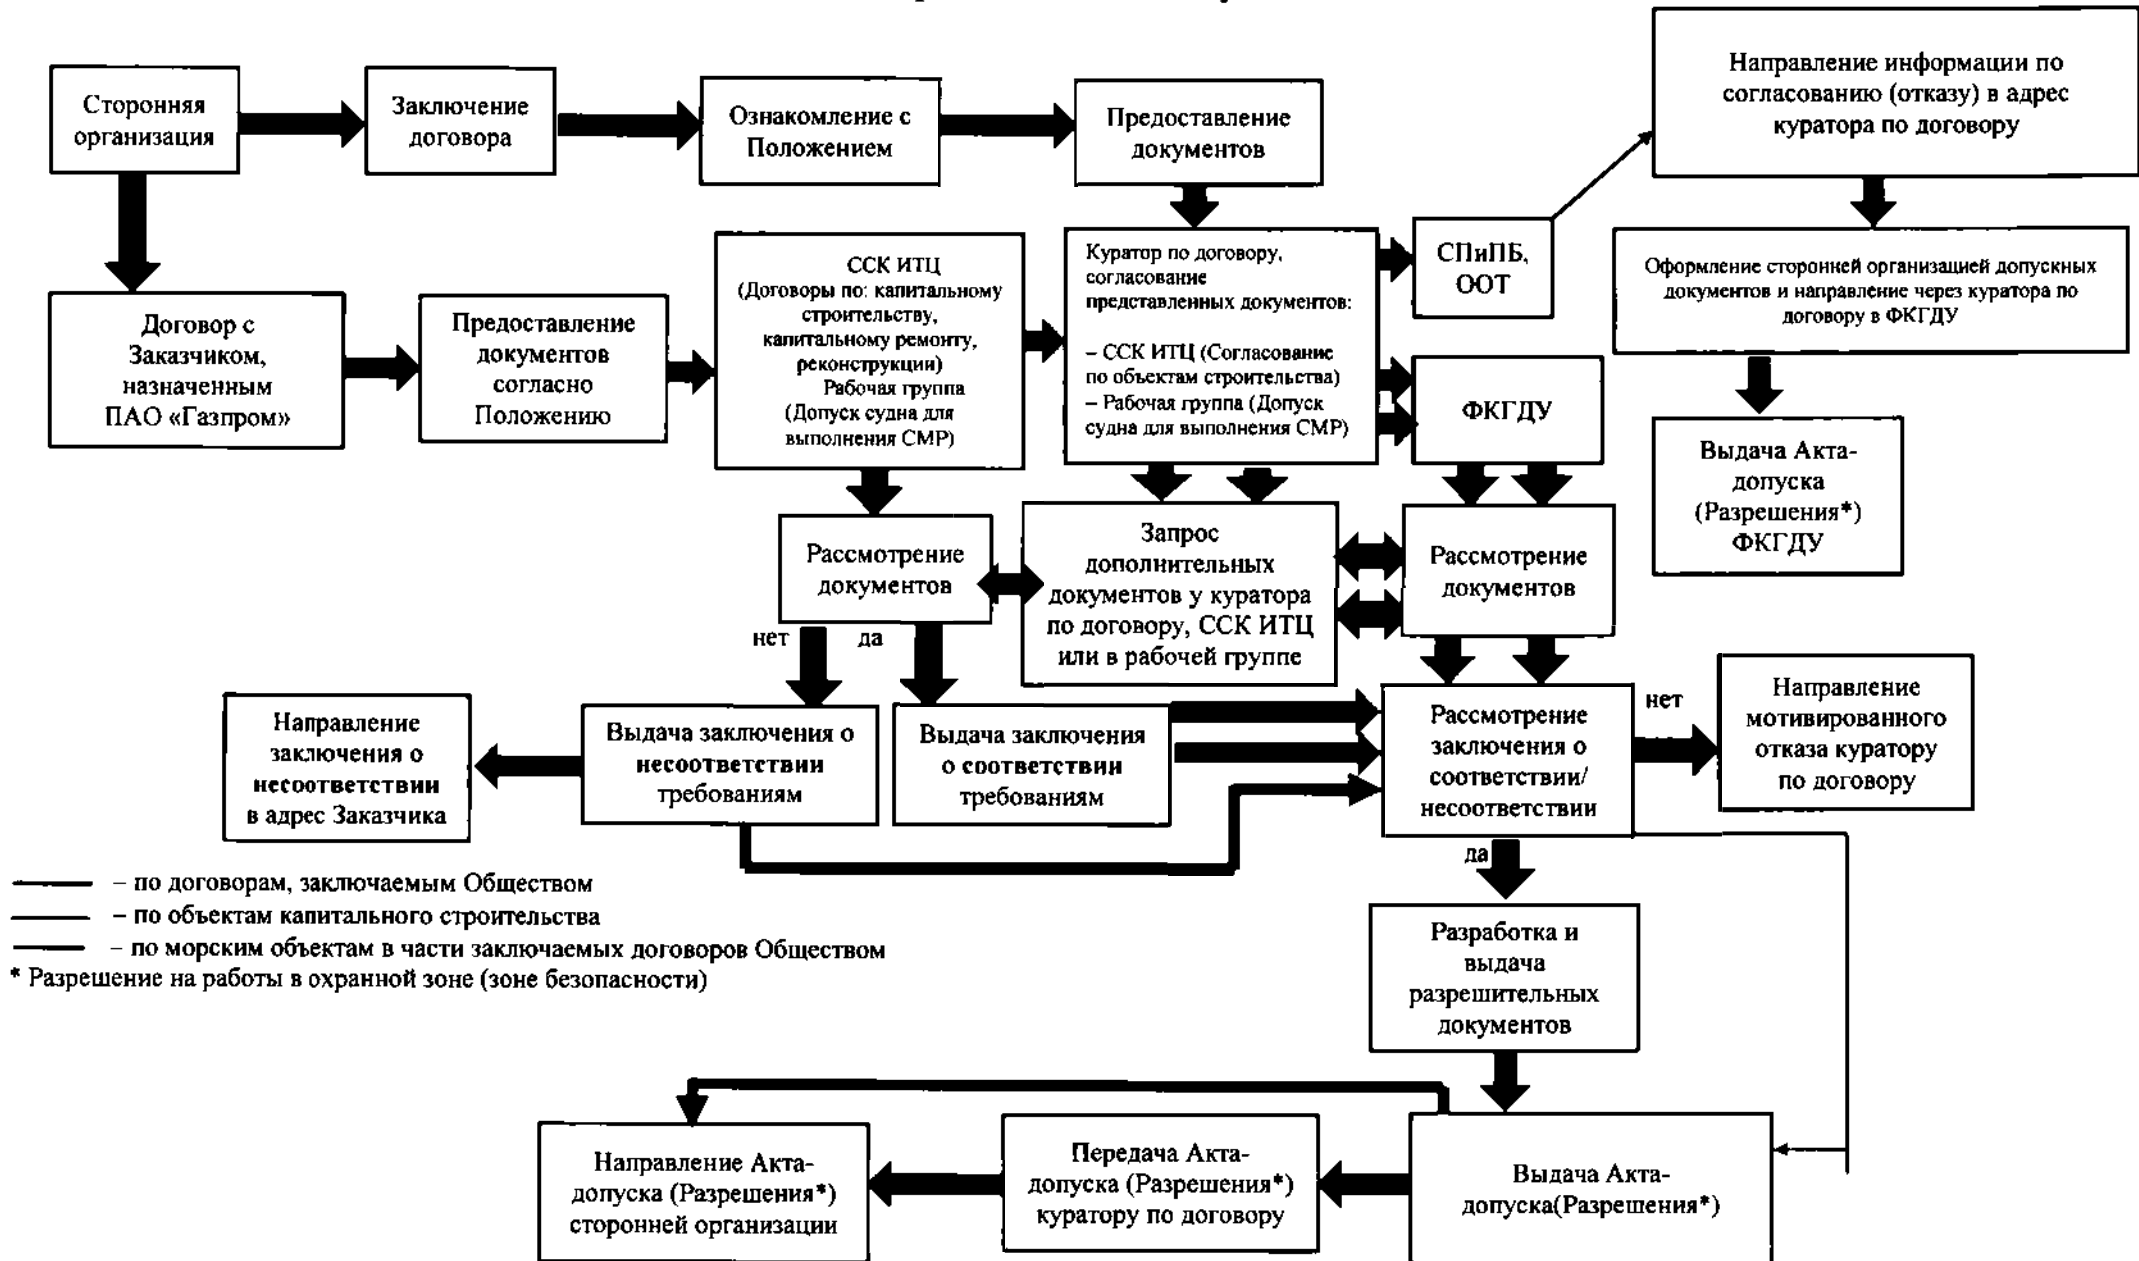 Сторонняя
организация
Заключение
договора
Ознакомление с
Положением
Предоставление
документов
Направление информации по
согласованию (отказу) в адрес
куратора по договору
Договор с
Заказчиком,
назначенным
ПАО «Газпром»
Предоставление
документов
согласно
Положению
ССК ИТЦ
(Договоры по: капитальному
строительству,
капитальному ремонту,
реконструкции)
Рабочая группа
(Допуск судна для
выполнения СМР)
Куратор по договору,
согласование
представленных документов:
– ССК ИТЦ (Согласование
по объектам строительства)
– Рабочая группа (Допуск
судна для выполнения СМР)
СПиПБ,
ООТ
ФКГДУ
Оформление сторонней организацией допускных
документов и направление через куратора по
договору в ФКГДУ
Выдача Акта-
допуска
(Разрешения*)
ФКГДУ
Рассмотрение
документов
Запрос
дополнительных
документов у куратора
по договору, ССК ИТЦ
или в рабочей группе
Рассмотрение
документов
нет
да
Направление
заключения о
несоответствии
в адрес Заказчика
Выдача заключения о
несоответствии
требованиям
Выдача заключения
о соответствии
требованиям
Рассмотрение
заключения о
соответствии/
несоответствии
нет
Направление
мотивированного
отказа куратору
по договору
да
– по договорам, заключаемым Обществом
– по объектам капитального строительства
– по морским объектам в части заключаемых договоров Обществом
* Разрешение на работы в охранной зоне (зоне безопасности)
Разработка и
выдача
разрешительных
документов
Направление Акта-
допуска (Разрешения*)
сторонней организации
Передача Акта-
допуска (Разрешения*)
куратору по договору
Выдача Акта-
допуска(Разрешения*)